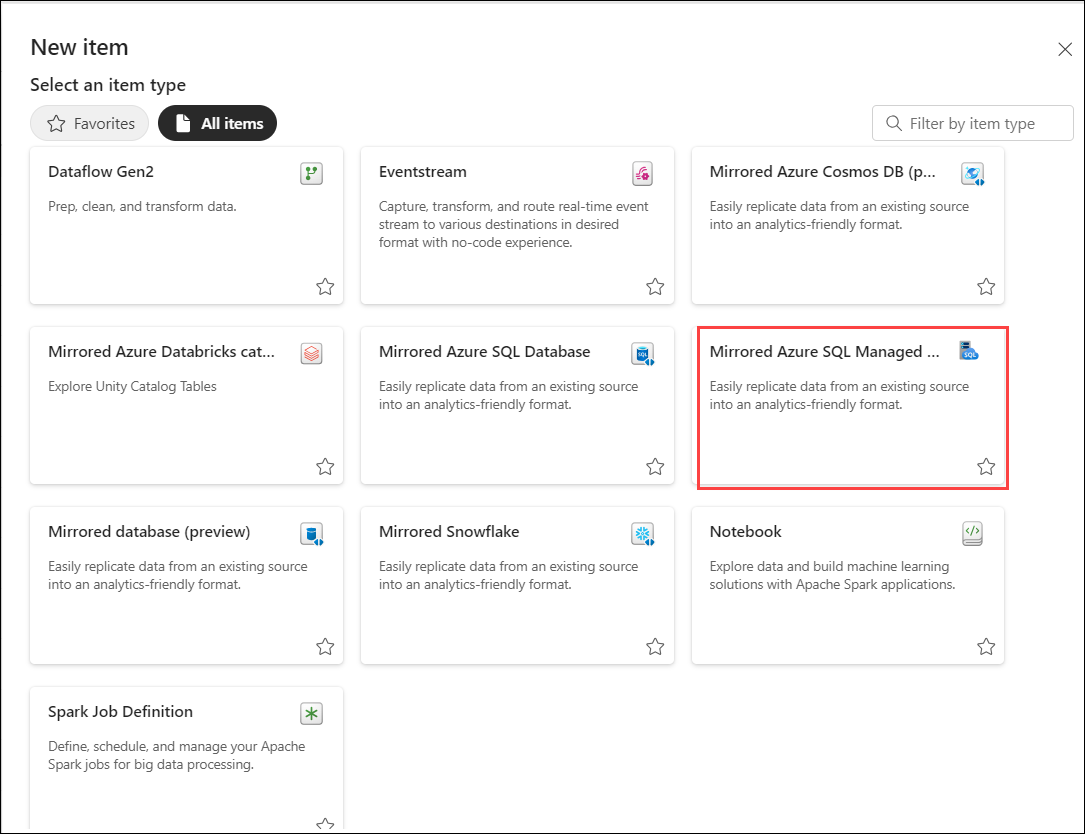 New item
Select an item type
Favorites
All items
Filter by item type
Dataflow Gen2
Prep, clean, and transform data.
Eventstream
Capture, transform, and route real-time event
stream to various destinations in desired
format with no-code experience.
Mirrored Azure Cosmos DB (p...
Easily replicate data from an existing source
into an analytics-friendly format.
Mirrored Azure Databricks cat...
Explore Unity Catalog Tables
Mirrored Azure SQL Database
SQL
Easily replicate data from an existing source
into an analytics-friendly format.
Mirrored Azure SQL Managed ...
SQL
Easily replicate data from an existing source
into an analytics-friendly format.
Mirrored database (preview)
Easily replicate data from an existing source
into an analytics-friendly format.
Mirrored Snowflake
Easily replicate data from an existing source
into an analytics-friendly format.
Notebook
Explore data and build machine learning
solutions with Apache Spark applications.
Spark Job Definition
Define, schedule, and manage your Apache
Spark jobs for big data processing.